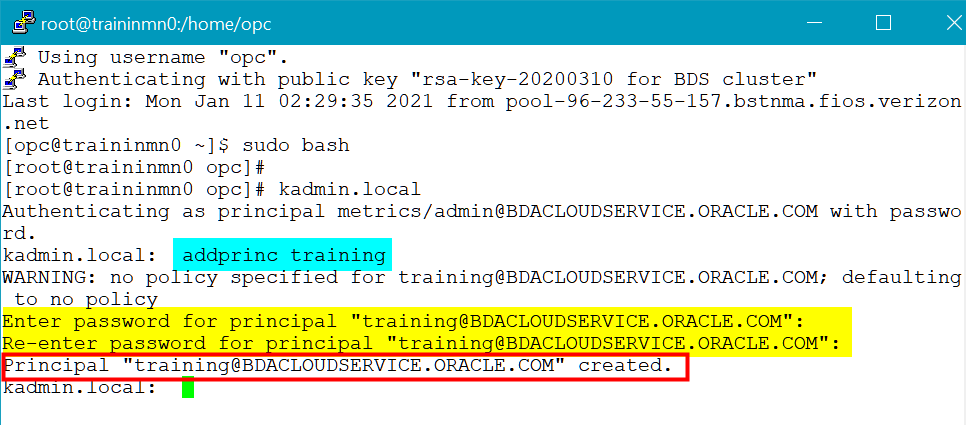 root@traininmn0:/home/opc
Using username "opc".
Authenticating with public key "rsa-key-20200310 for BDS cluster"
Last login: Mon Jan 11 02:29:35 2021 from pool-96-233-55-157.bstnma.fios.verizon
.net
[opc@traininmn0 ~]$ sudo bash
[root@traininmn0 opc]#
[root@traininmn0 opc]# kadmin.local
Authenticating as principal metrics/admin@BDACLOUDSERVICE.ORACLE.COM with passwo
rd.
kadmin.local:  addprinc training
WARNING: no policy specified for training@BDACLOUDSERVICE.ORACLE.COM; defaulting
 to no policy
Enter password for principal "training@BDACLOUDSERVICE.ORACLE.COM":
Re-enter password for principal "training@BDACLOUDSERVICE.ORACLE.COM":
Principal "training@BDACLOUDSERVICE.ORACLE.COM" created.
kadmin.local: